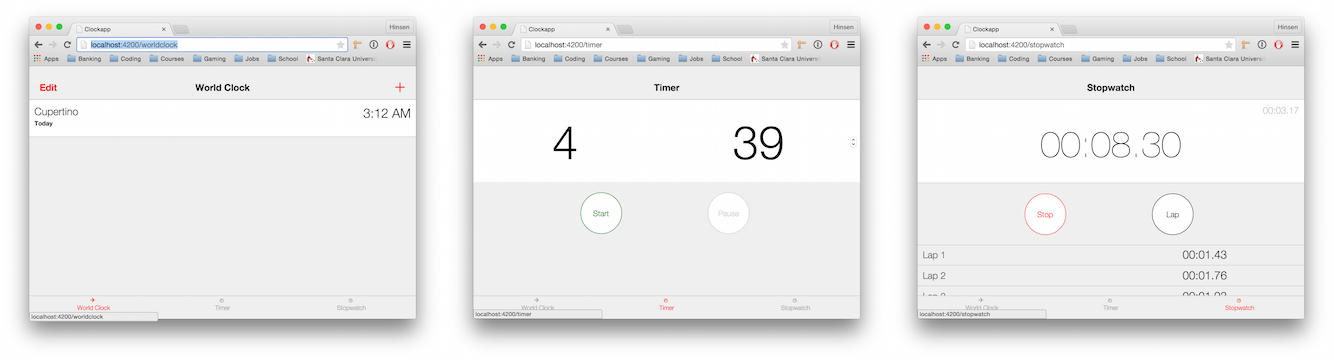 Clockapp
Hinsen
localhost:4200/worldclock
Apps Banking Coding Courses Gaming Jobs School Santa Clara Univers
Edit World Clock +
Cupertino 3:12 AM
Today
World Clock Timer Stopwatch
localhost:4200/worldclock
Clockapp
Hinsen
localhost:4200/timer
Apps Banking Coding Courses Gaming Jobs School Santa Clara Univers
Timer
4 39
Start Pause
World Clock Timer Stopwatch
localhost:4200/timer
Clockapp
Hinsen
localhost:4200/stopwatch
Apps Banking Coding Courses Gaming Jobs School Santa Clara Univers
Stopwatch
00:03.17
00:08.30
Stop Lap
Lap 1 00:01.43
Lap 2 00:01.76
World Clock Timer Stopwatch
localhost:4200/stopwatch